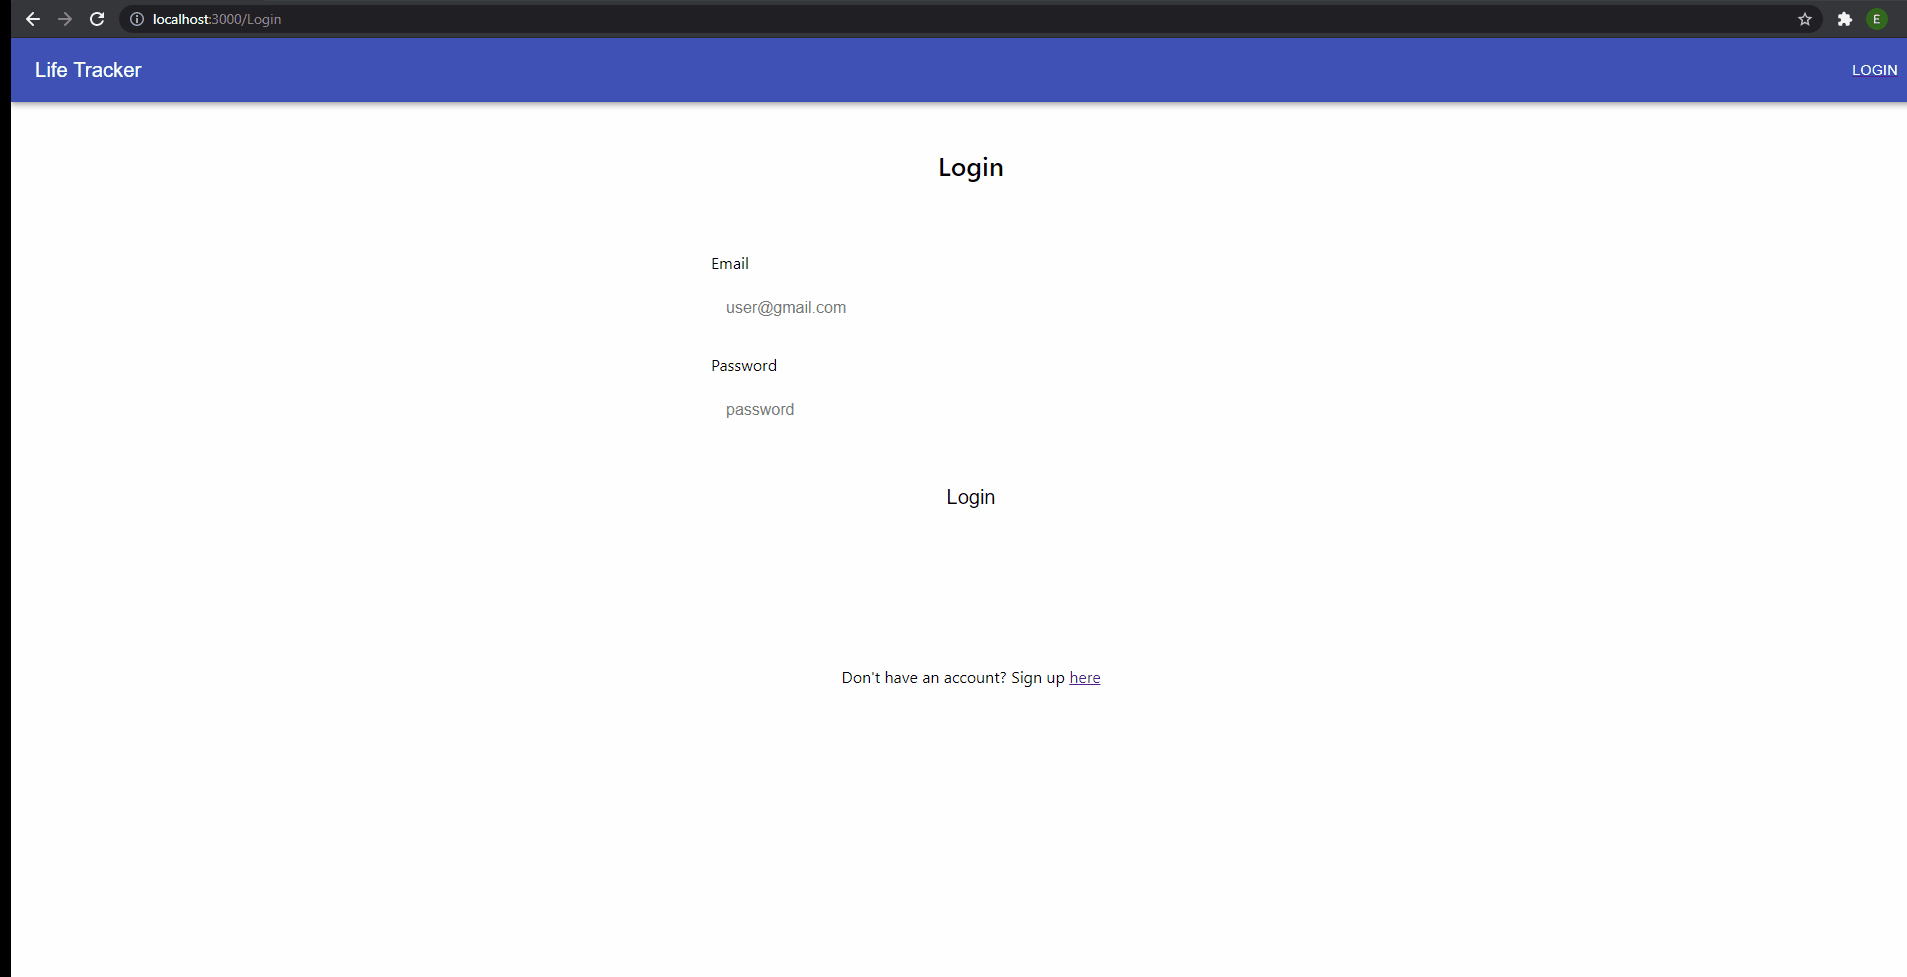 localhost:3000/Login
E
Life Tracker
LOGIN
Login
Email
user@gmail.com
Password
password
Login
Don't have an account? Sign up here